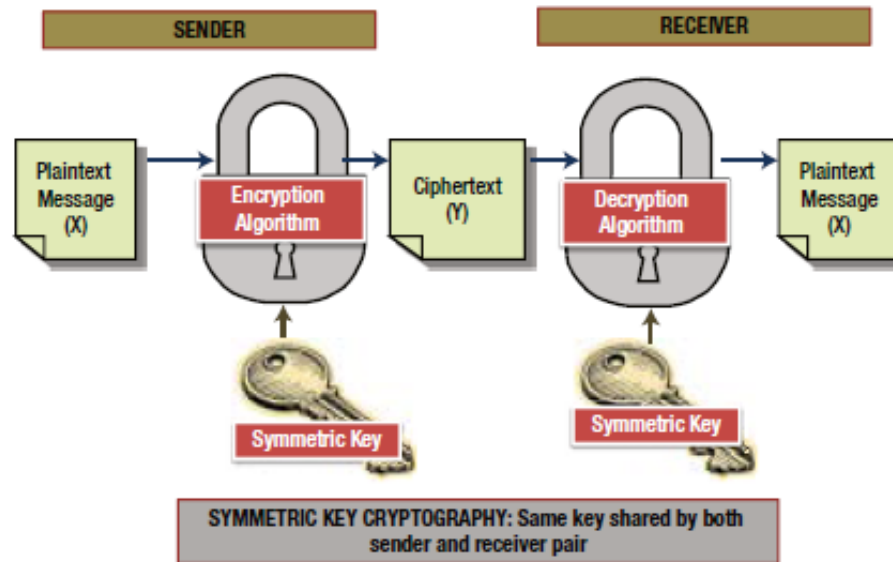 SENDER
RECEIVER
Plaintext
Message
(X)
Encryption
Algorithm
Ciphertext
(Y)
Decryption
Algorithm
Plaintext
Message
(X)
Symmetric Key
Symmetric Key
SYMMETRIC KEY CRYPTOGRAPHY: Same key shared by both
sender and receiver pair